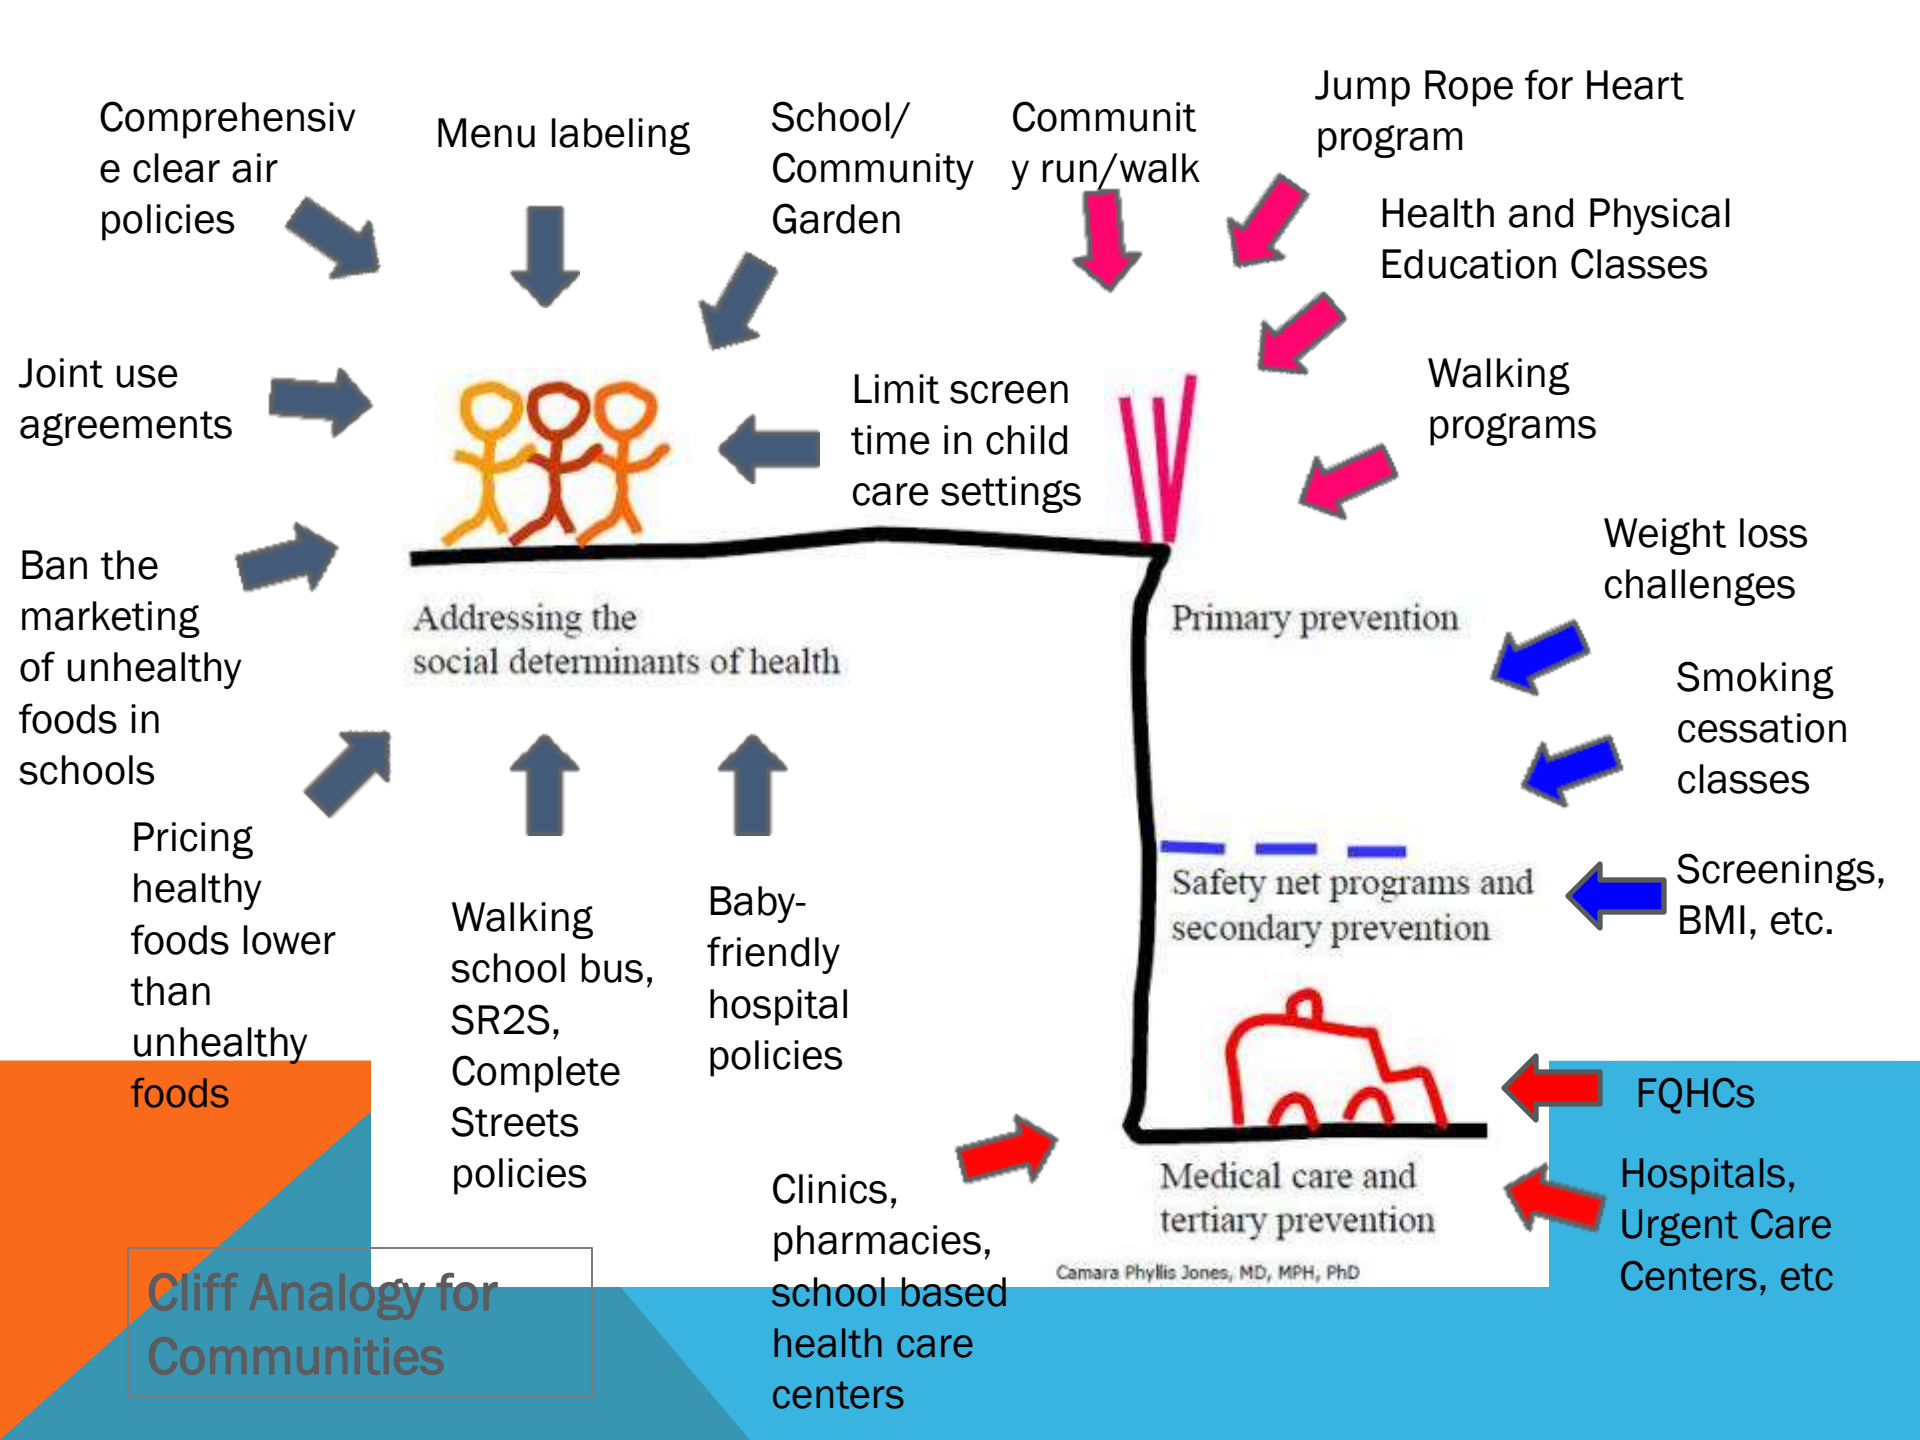 Comprehensiv
e clear air
policies
Menu labeling
School/
Community
Garden
Communit
y run/walk
Jump Rope for Heart
program
Health and Physical
Education Classes
Joint use
agreements
Limit screen
time in child
care settings
Walking
programs
Ban the
marketing
of unhealthy
foods in
schools
Weight loss
challenges
Addressing the
social determinants of health
Primary prevention
Smoking
cessation
classes
Pricing
healthy
foods lower
than
unhealthy
foods
Walking
school bus,
SR2S,
Complete
Streets
policies
Baby-
friendly
hospital
policies
Safety net programs and
secondary prevention
Screenings,
BMI, etc.
FQHCs
Clinics,
pharmacies,
school based
health care
centers
Medical care and
tertiary prevention
Hospitals,
Urgent Care
Centers, etc
Camara Phyllis Jones, MD, MPH, PhD
Cliff Analogy for
Communities